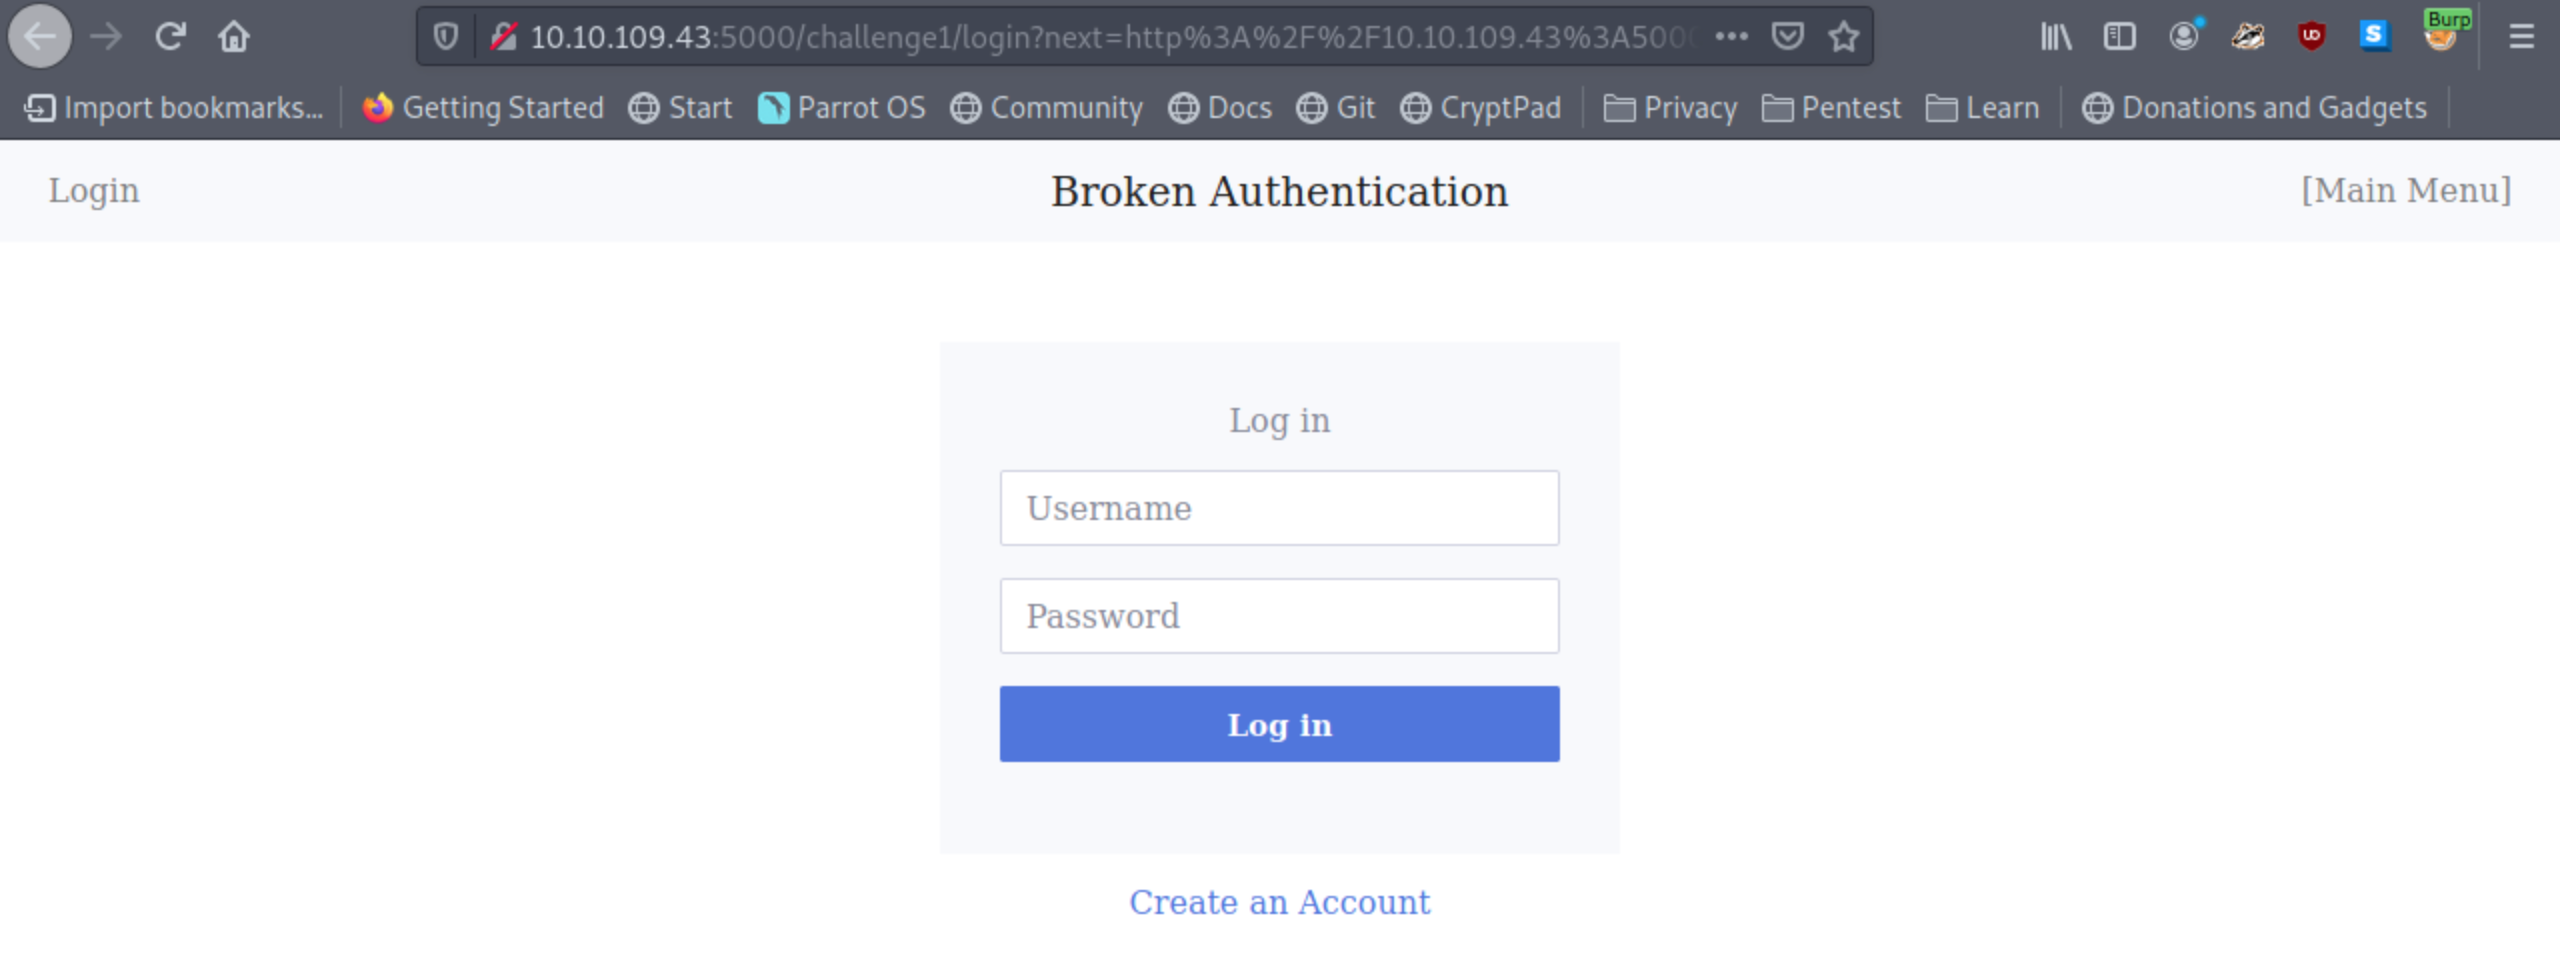 10.10.109.43:5000/challenge1/login?next=http%3A%2F%2F10.10.109.43%3A500
Burp
Import bookmarks... Getting Started Start Parrot OS Community Docs Git CryptPad Privacy Pentest Learn Donations and Gadgets
Login Broken Authentication [Main Menu]
Log in
Username
Password
Log in
Create an Account